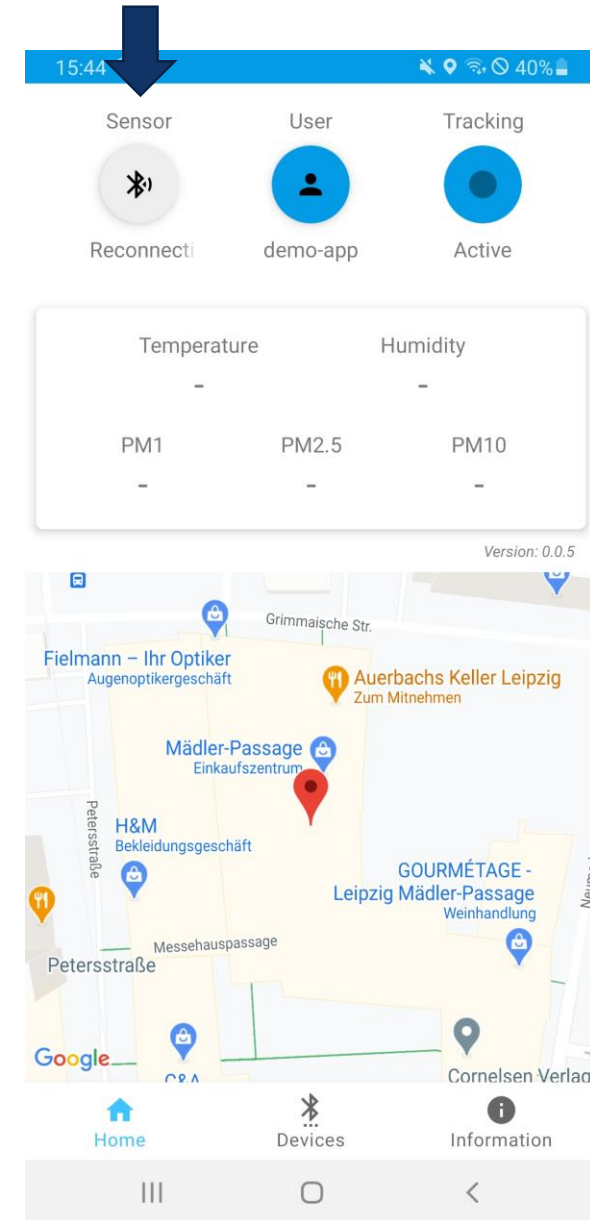 15:44
40%
Sensor
User
Tracking
Reconnecti
demo-app
Active
Temperature
Humidity
-
-
PM1
PM2.5
PM10
-
-
-
Version: 0.0.5
Grimmaische Str.
Fielmann – Ihr Optiker
Augenoptikergeschäft
Auerbachs Keller Leipzig
Zum Mitnehmen
Mädler-Passage
Einkaufszentrum
Petersstraße
H&M
Bekleidungsgeschäft
GOURMÉTAGE -
Leipzig Mädler-Passage
Weinhandlung
Messehauspassage
Petersstraße
Google
C&A
Cornelsen Verlag
Home
Devices
Information